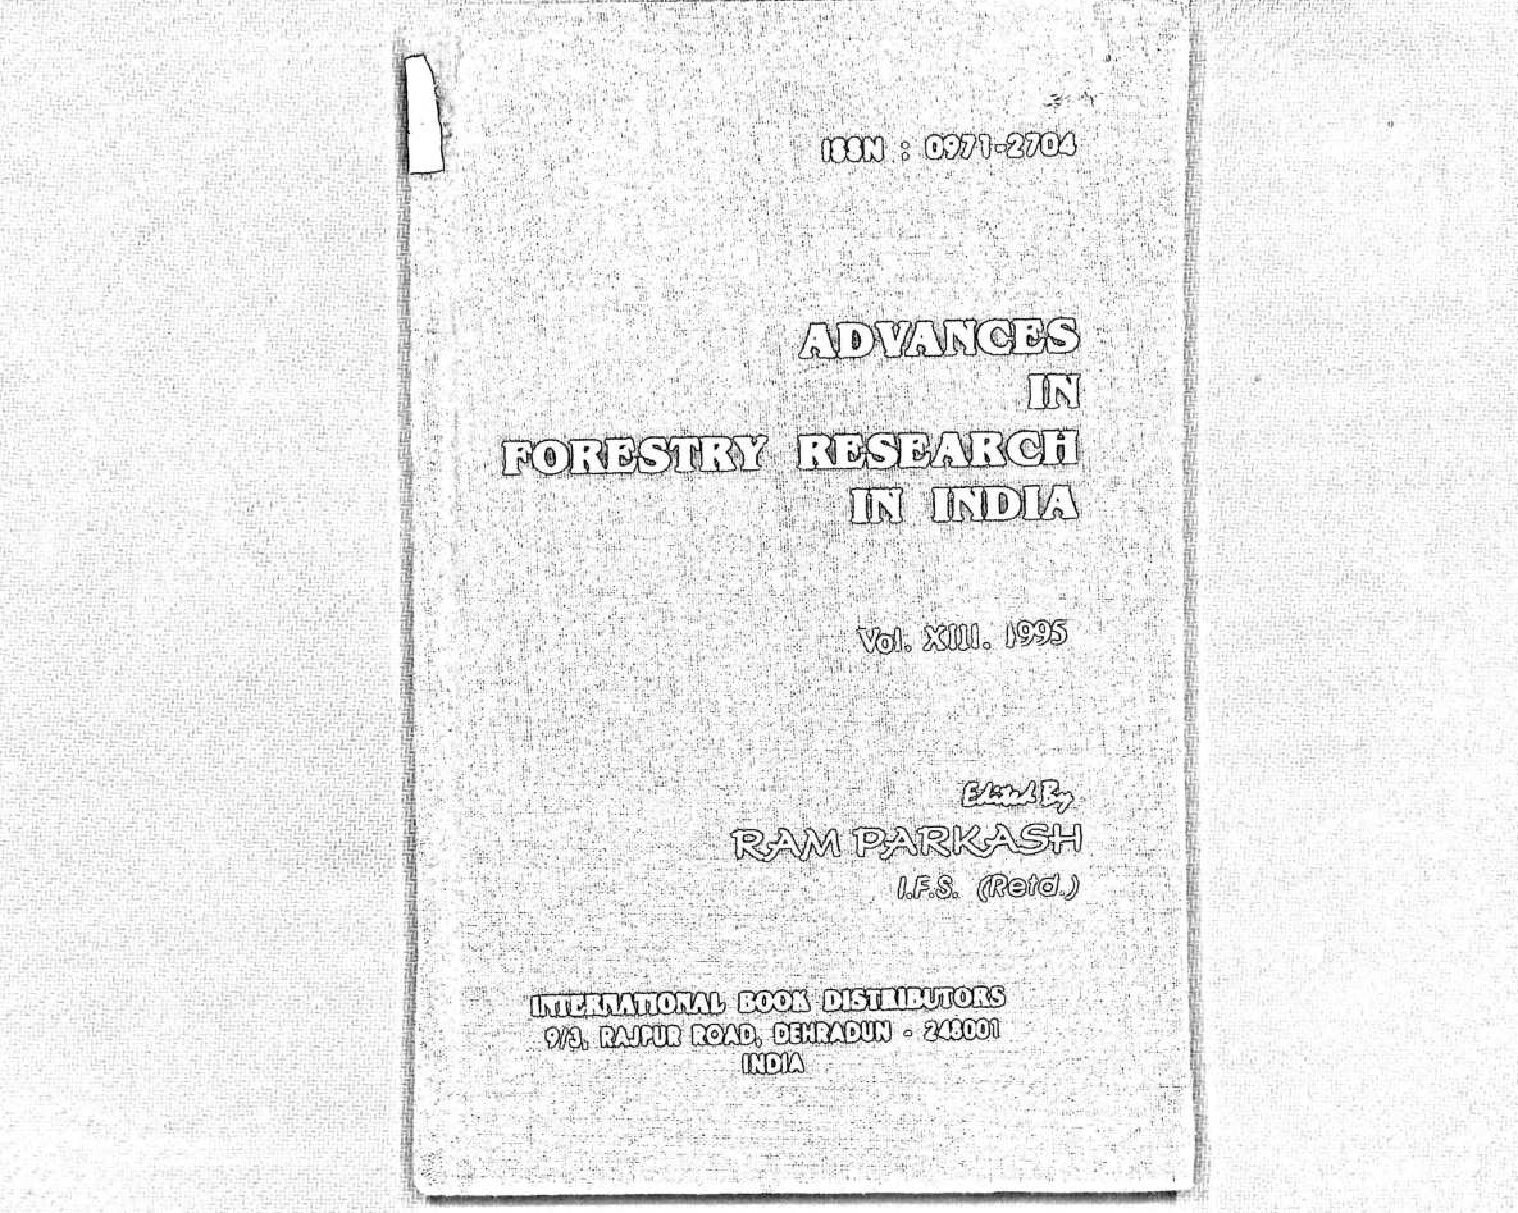 ISSN : 0971-2704
ADVANCES
IN
FORESTRY RESEARCH
IN INDIA
Vol. XIII. 1995
Edited By
RAM PARKASH
I.F.S. (Retd.)
INTERNATIONAL BOOK DISTRIBUTORS
9/3, RAJPUR ROAD, DEHRADUN - 248001
INDIA